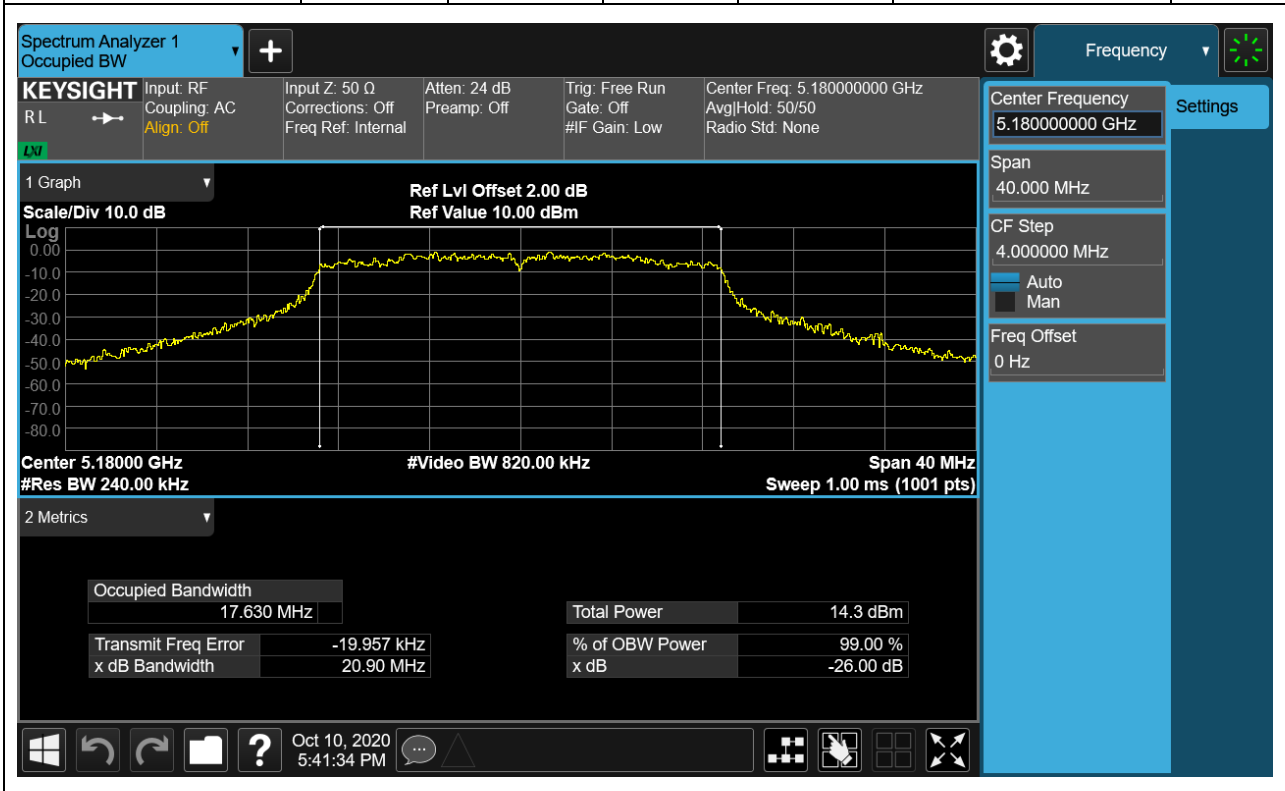 Spectrum Analyzer 1
Occupied BW
Frequency
KEYSIGHT
R L
LXI
Input: RF
Coupling: AC
Align: Off
Input Z: 50 Ω
Corrections: Off
Freq Ref: Internal
Atten: 24 dB
Preamp: Off
Trig: Free Run
Gate: Off
#IF Gain: Low
Center Freq: 5.180000000 GHz
Avg|Hold: 50/50
Radio Std: None
Center Frequency
5.180000000 GHz
Settings
Span
40.000 MHz
CF Step
4.000000 MHz
Auto
Man
Freq Offset
0 Hz
1 Graph
Scale/Div 10.0 dB
Ref Lvl Offset 2.00 dB
Ref Value 10.00 dBm
Log
0.00
-10.0
-20.0
-30.0
-40.0
-50.0
-60.0
-70.0
-80.0
Center 5.18000 GHz
#Video BW 820.00 kHz
Span 40 MHz
#Res BW 240.00 kHz
Sweep 1.00 ms (1001 pts)
2 Metrics
Occupied Bandwidth
17.630 MHz
Total Power 14.3 dBm
Transmit Freq Error -19.957 kHz
% of OBW Power 99.00 %
x dB Bandwidth 20.90 MHz
x dB -26.00 dB
?
Oct 10, 2020
5:41:34 PM